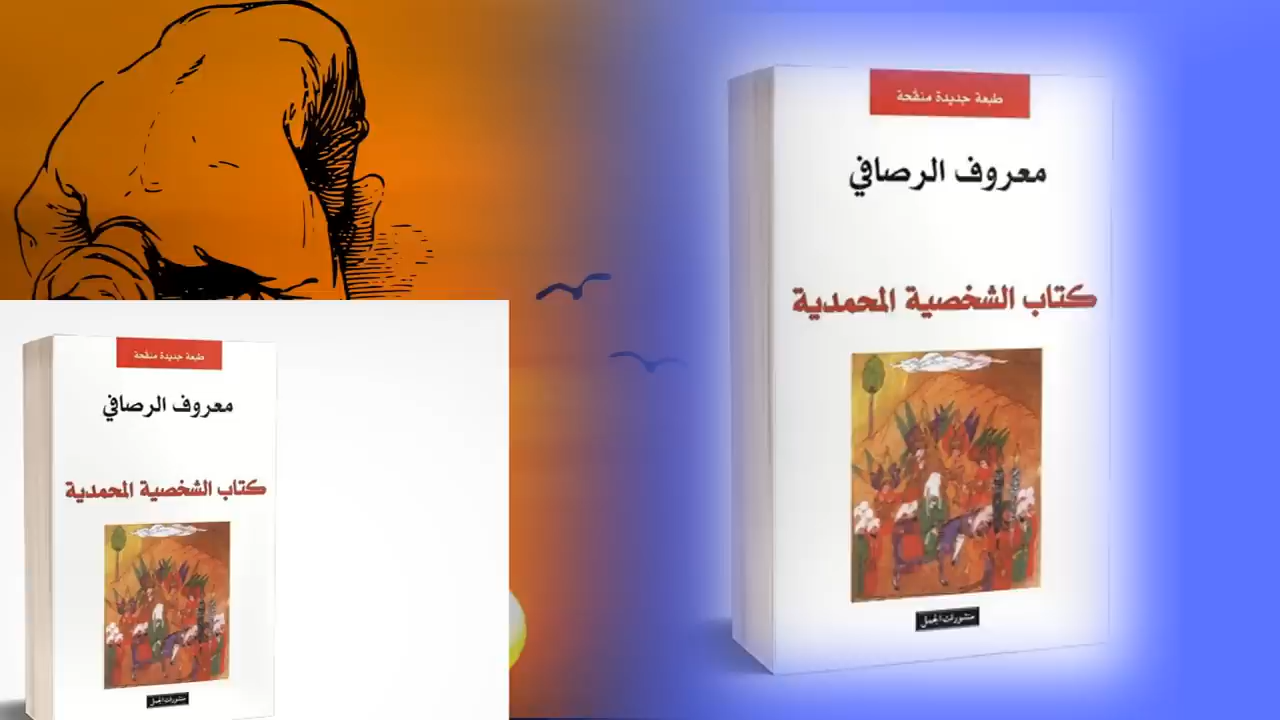 طبعة جديدة منقحة
معروف الرصافي
كتاب الشخصية المحمدية
منشورات الجمل
طبعة جديدة منقحة
معروف الرصافي
كتاب الشخصية المحمدية
منشورات الجمل